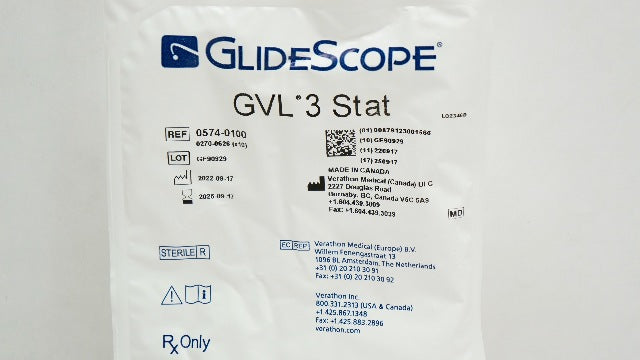 GLIDESCOPE®
GVL® 3 Stat
REF 0574-0100
0270-0626 (x10)
LOT GF90929
2022-09-17
2025-09-17
(10) GF90929
(11) 220917
(17) 250917
MADE IN CANADA
Verathon Medical (Canada) ULC
2227 Douglas Road
Burnaby, BC, Canada V5C 5A9
+1.604.439.3009
Fax: +1.604.439.3039
MD
STERILE R
EC REP Verathon Medical (Europe) B.V.
Willem Fenengastraat 13
1096 BL Amsterdam, The Netherlands
+31 (0) 20 210 30 91
Fax: +31 (0) 20 210 30 92
Verathon Inc.
800.331.2313 (USA & Canada)
+1.425.867.1348
Fax: +1.425.883.2896
verathon.com
Rx Only